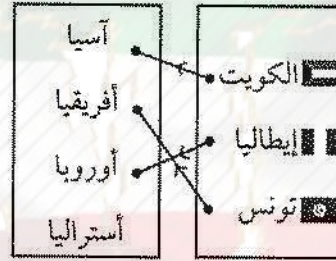 آسيا
أفريقيا
أوروبا
أستراليا
الكويت
إيطاليا
تونس